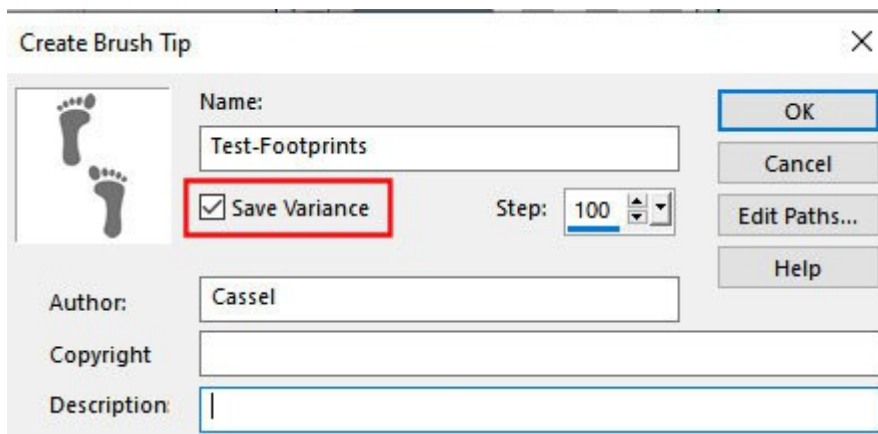 Create Brush Tip
Name:
OK
Test-Footprints
Cancel
Save Variance
Step: 100
Edit Paths...
Help
Author: Cassel
Copyright
Description: